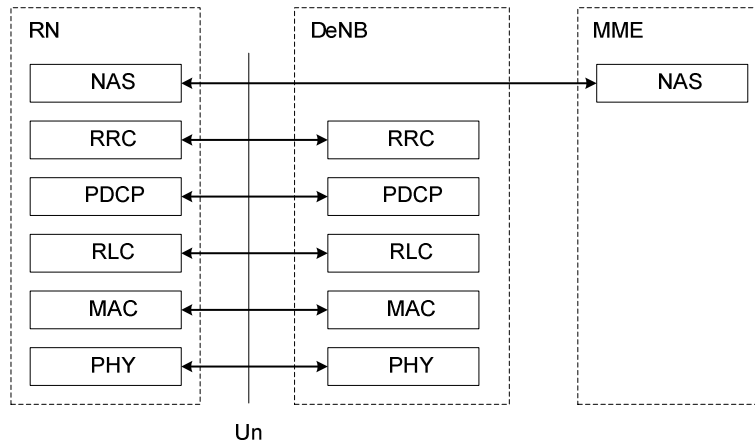 RN
DeNB
MME
NAS
NAS
RRC
RRC
PDCP
PDCP
RLC
RLC
MAC
MAC
PHY
PHY
Un